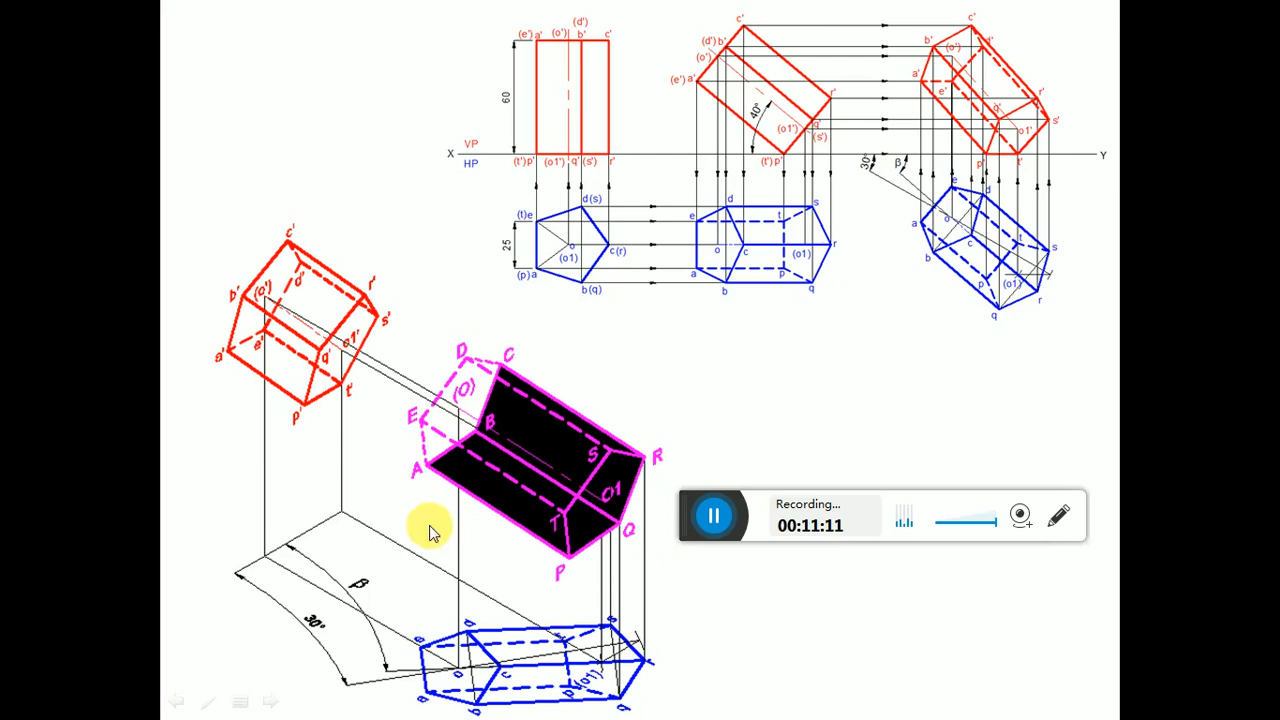 (e') a' (o') (d') b' c'
60
X VP Y
HP
(t') p' (o1') q' (s') r'
(t) e d (s)
25 o c (r)
(o1)
(p) a b (q)
c'
(d') b'
(o')
(e') a'
r'
40°
(o1') q'
(s')
(t') p'
e d t s
o c (o1) r
a b p q
c'
b' (o') d'
a' e' r'
q' s'
o1'
p' t'
30° β
e d
a o
b c t s
p (o1)
q r
c'
d' r'
b' (o') s'
o1'
a' e' q'
t'
p'
D C
(O)
E B
A S R
O1
T Q
P
β
30°
e d s
o c r
a b p (o1) q
Recording...
00:11:11